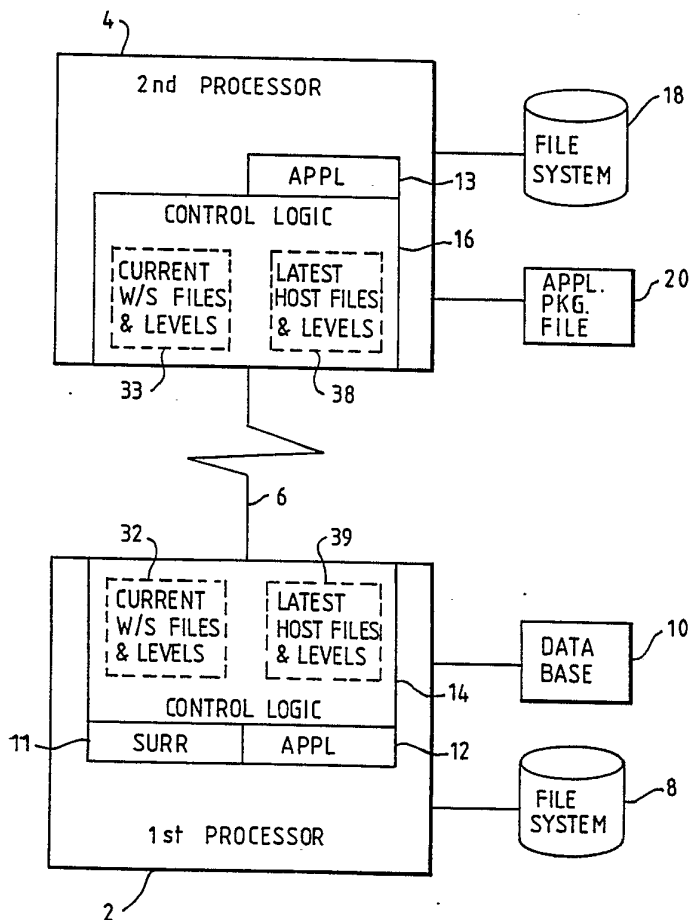 4
2nd PROCESSOR
18
FILE
SYSTEM
APPL
13
CONTROL LOGIC
16
CURRENT
W/S FILES
& LEVELS
LATEST
HOST FILES
& LEVELS
20
APPL.
PKG.
FILE
33
38
6
32
39
CURRENT
W/S FILES
& LEVELS
LATEST
HOST FILES
& LEVELS
10
DATA
BASE
14
CONTROL LOGIC
11
SURR
APPL
12
8
FILE
SYSTEM
1st PROCESSOR
2